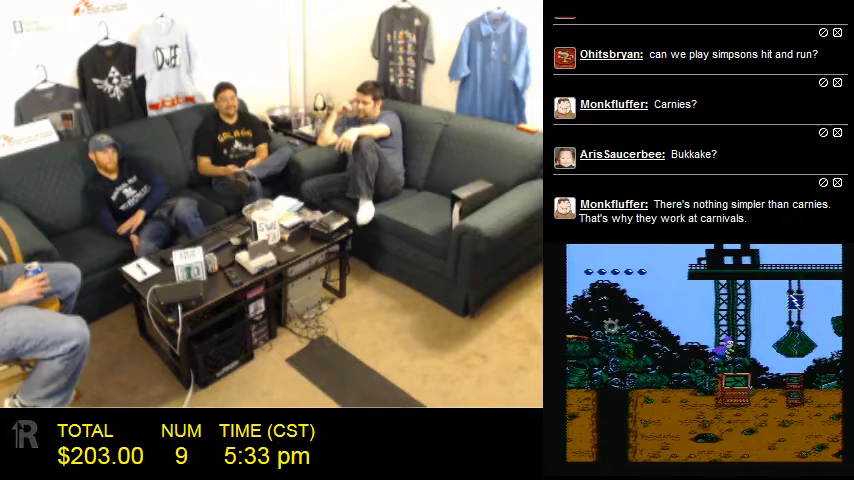 DUFF
Ohitsbryan: can we play simpsons hit and run?
Monkfluffer: Carnies?
ArisSaucerbee: Bukkake?
Monkfluffer: There's nothing simpler than carnies.
That's why they work at carnivals.
TOTAL NUM TIME (CST)
$203.00 9 5:33 pm